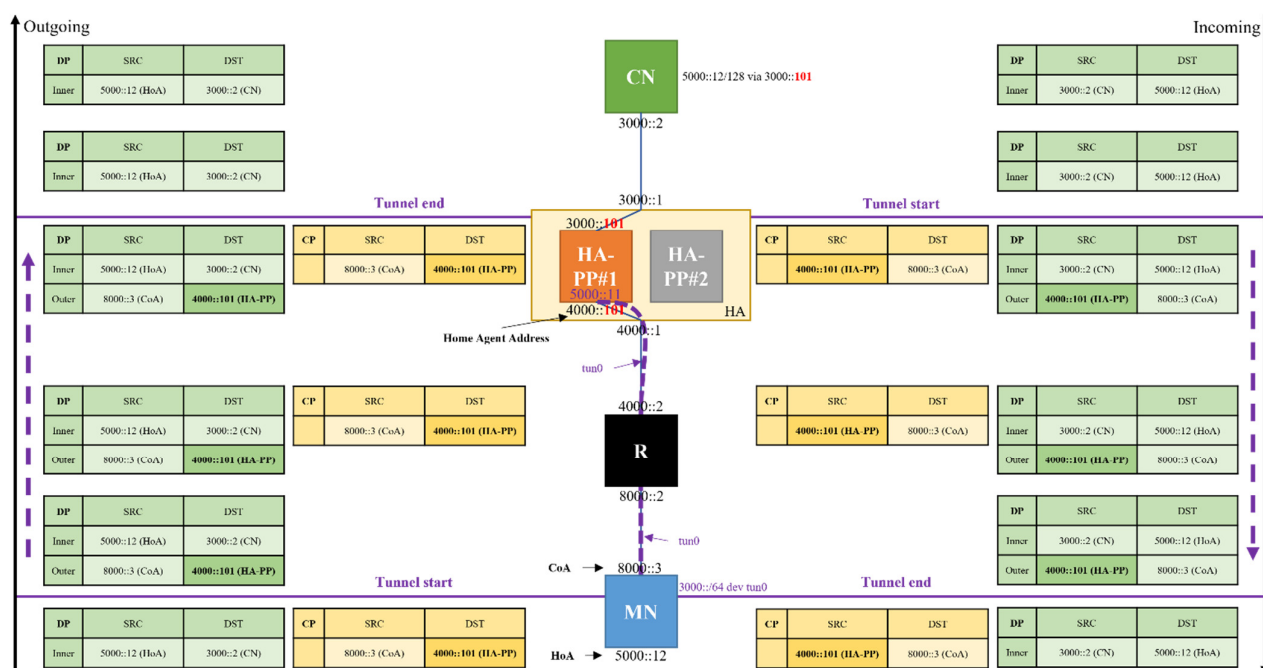 Outgoing
Incoming
DP SRC DST
Inner 5000::12 (HoA) 3000::2 (CN)
CN
5000::12/128 via 3000::101
DP SRC DST
Inner 3000::2 (CN) 5000::12 (HoA)
3000::2
DP SRC DST
Inner 5000::12 (HoA) 3000::2 (CN)
DP SRC DST
Inner 3000::2 (CN) 5000::12 (HoA)
Tunnel end
3000::1
Tunnel start
DP SRC DST
Inner 5000::12 (HoA) 3000::2 (CN)
Outer 8000::3 (CoA) 4000::101 (HA-PP)
CP SRC DST
8000::3 (CoA) 4000::101 (HA-PP)
3000::101
HA-
PP#1
5000::11
4000::101
HA-
PP#2
HA
CP SRC DST
4000::101 (HA-PP) 8000::3 (CoA)
DP SRC DST
Inner 3000::2 (CN) 5000::12 (HoA)
Outer 4000::101 (HA-PP) 8000::3 (CoA)
Home Agent Address
4000::1
tun0
DP SRC DST
Inner 5000::12 (HoA) 3000::2 (CN)
Outer 8000::3 (CoA) 4000::101 (HA-PP)
CP SRC DST
8000::3 (CoA) 4000::101 (HA-PP)
4000::2
R
8000::2
CP SRC DST
4000::101 (HA-PP) 8000::3 (CoA)
DP SRC DST
Inner 3000::2 (CN) 5000::12 (HoA)
Outer 4000::101 (HA-PP) 8000::3 (CoA)
DP SRC DST
Inner 5000::12 (HoA) 3000::2 (CN)
Outer 8000::3 (CoA) 4000::101 (HA-PP)
tun0
DP SRC DST
Inner 3000::2 (CN) 5000::12 (HoA)
Outer 4000::101 (HA-PP) 8000::3 (CoA)
CoA
8000::3
Tunnel start
3000::/64 dev tun0
Tunnel end
DP SRC DST
Inner 5000::12 (HoA) 3000::2 (CN)
CP SRC DST
8000::3 (CoA) 4000::101 (HA-PP)
MN
HoA
5000::12
CP SRC DST
4000::101 (HA-PP) 8000::3 (CoA)
DP SRC DST
Inner 3000::2 (CN) 5000::12 (HoA)